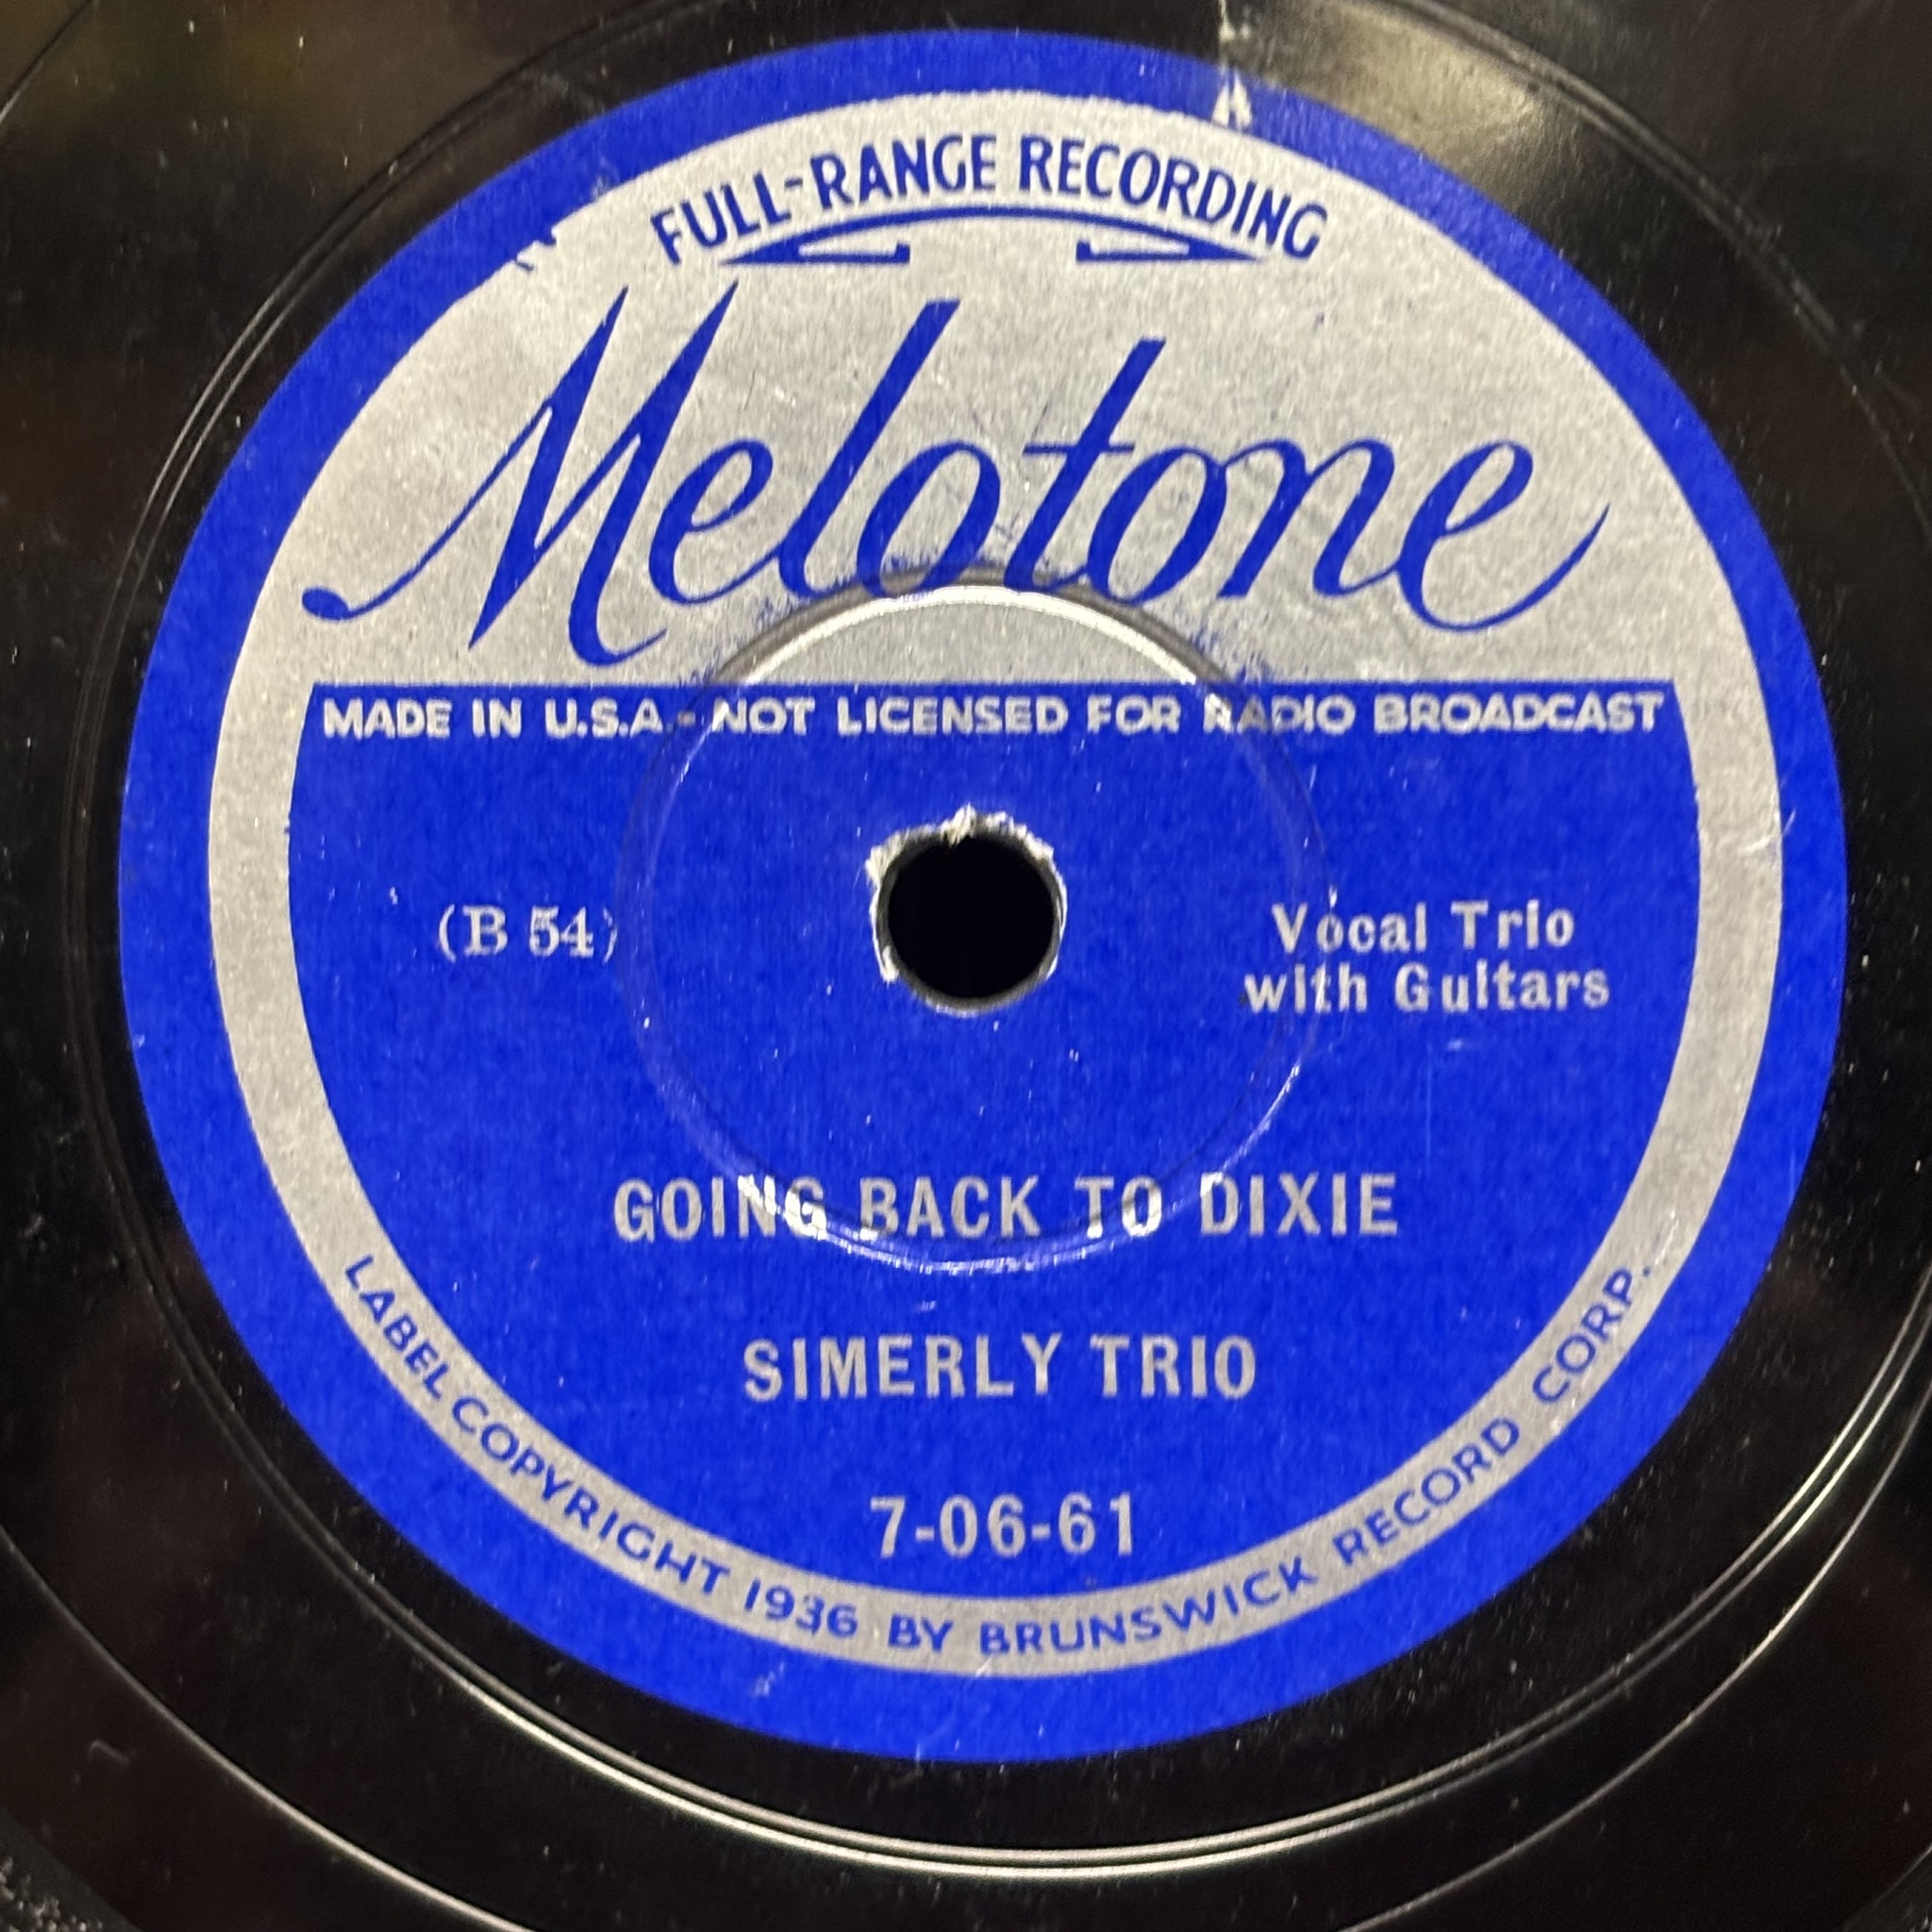 FULL-RANGE RECORDING
Melotone
MADE IN U.S.A.- NOT LICENSED FOR RADIO BROADCAST
(B 54)
Vocal Trio
with Guitars
GOING BACK TO DIXIE
SIMERLY TRIO
7-06-61
LABEL COPYRIGHT 1936 BY BRUNSWICK RECORD CORP.